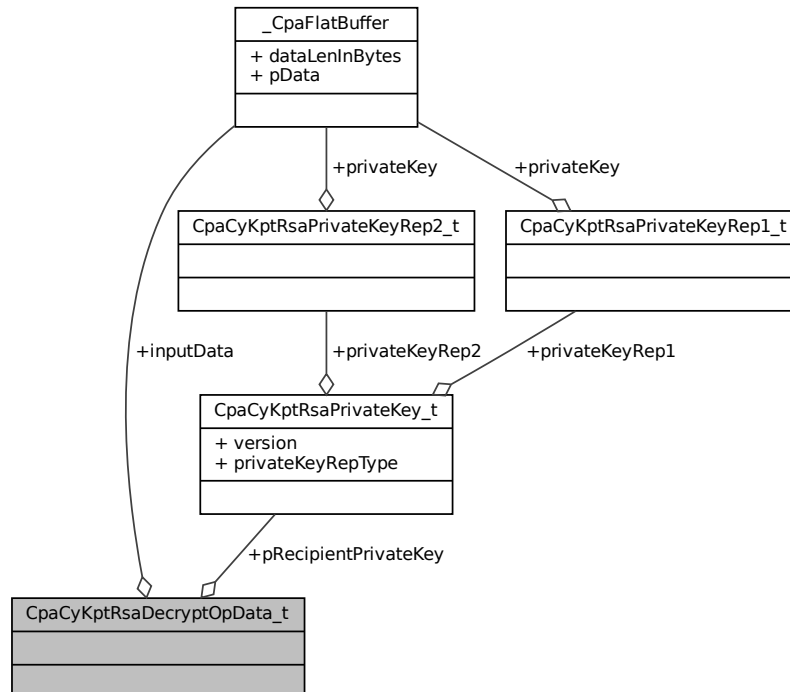 _CpaFlatBuffer
+ dataLenInBytes
+ pData
+privateKey
+privateKey
CpaCyKptRsaPrivateKeyRep2_t
CpaCyKptRsaPrivateKeyRep1_t
+inputData
+privateKeyRep2
+privateKeyRep1
CpaCyKptRsaPrivateKey_t
+ version
+ privateKeyRepType
+pRecipientPrivateKey
CpaCyKptRsaDecryptOpData_t